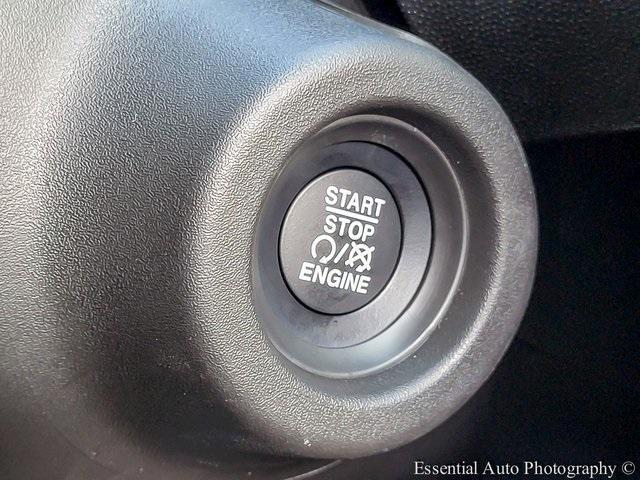 START
STOP
/
ENGINE
Essential Auto Photography ©